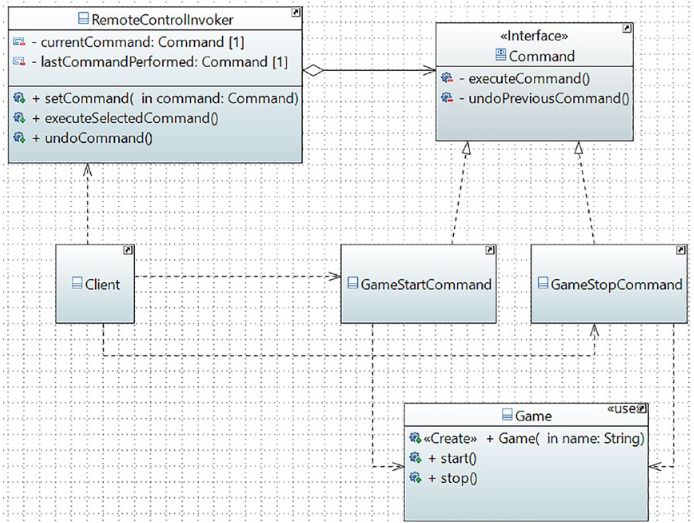 RemoteControlInvoker
- currentCommand: Command [1]
- lastCommandPerformed: Command [1]
+ setCommand( in command: Command)
+ executeSelectedCommand()
+ undoCommand()
«Interface»
Command
- executeCommand()
- undoPreviousCommand()
Client
GameStartCommand
GameStopCommand
«use»
Game
«Create» + Game( in name: String)
+ start()
+ stop()